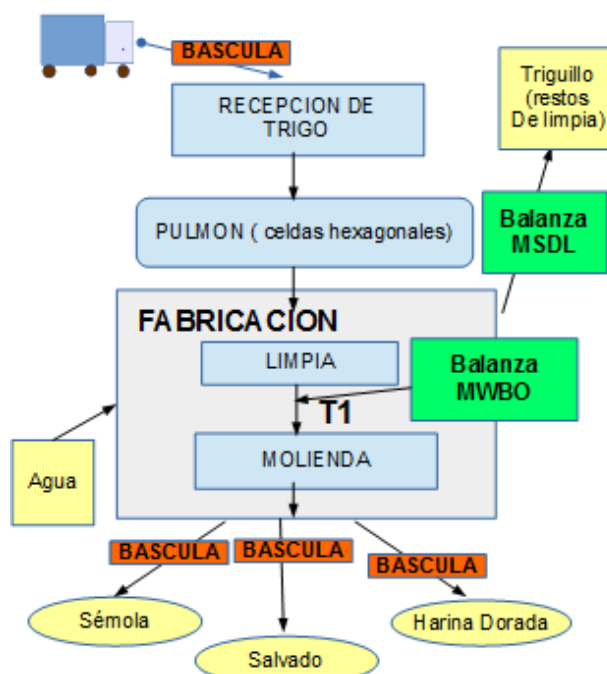 BASCULA
RECEPCION DE
TRIGO
Triguillo
(restos
De limpia)
PULMON ( celdas hexagonales)
Balanza
MSDL
FABRICACION
LIMPIA
Balanza
MWBO
T1
MOLIENDA
Agua
BASCULA
BASCULA
BASCULA
Sémola
Harina Dorada
Salvado